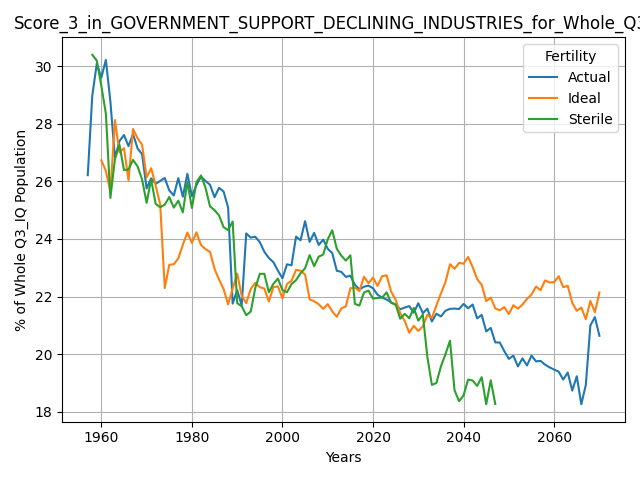 Score_3_in_GOVERNMENT_SUPPORT_DECLINING_INDUSTRIES_for_Whole_Q3
Fertility
Actual
Ideal
Sterile
% of Whole Q3_IQ Population
30
28
26
24
22
20
18
1960
1980
2000
2020
2040
2060
Years